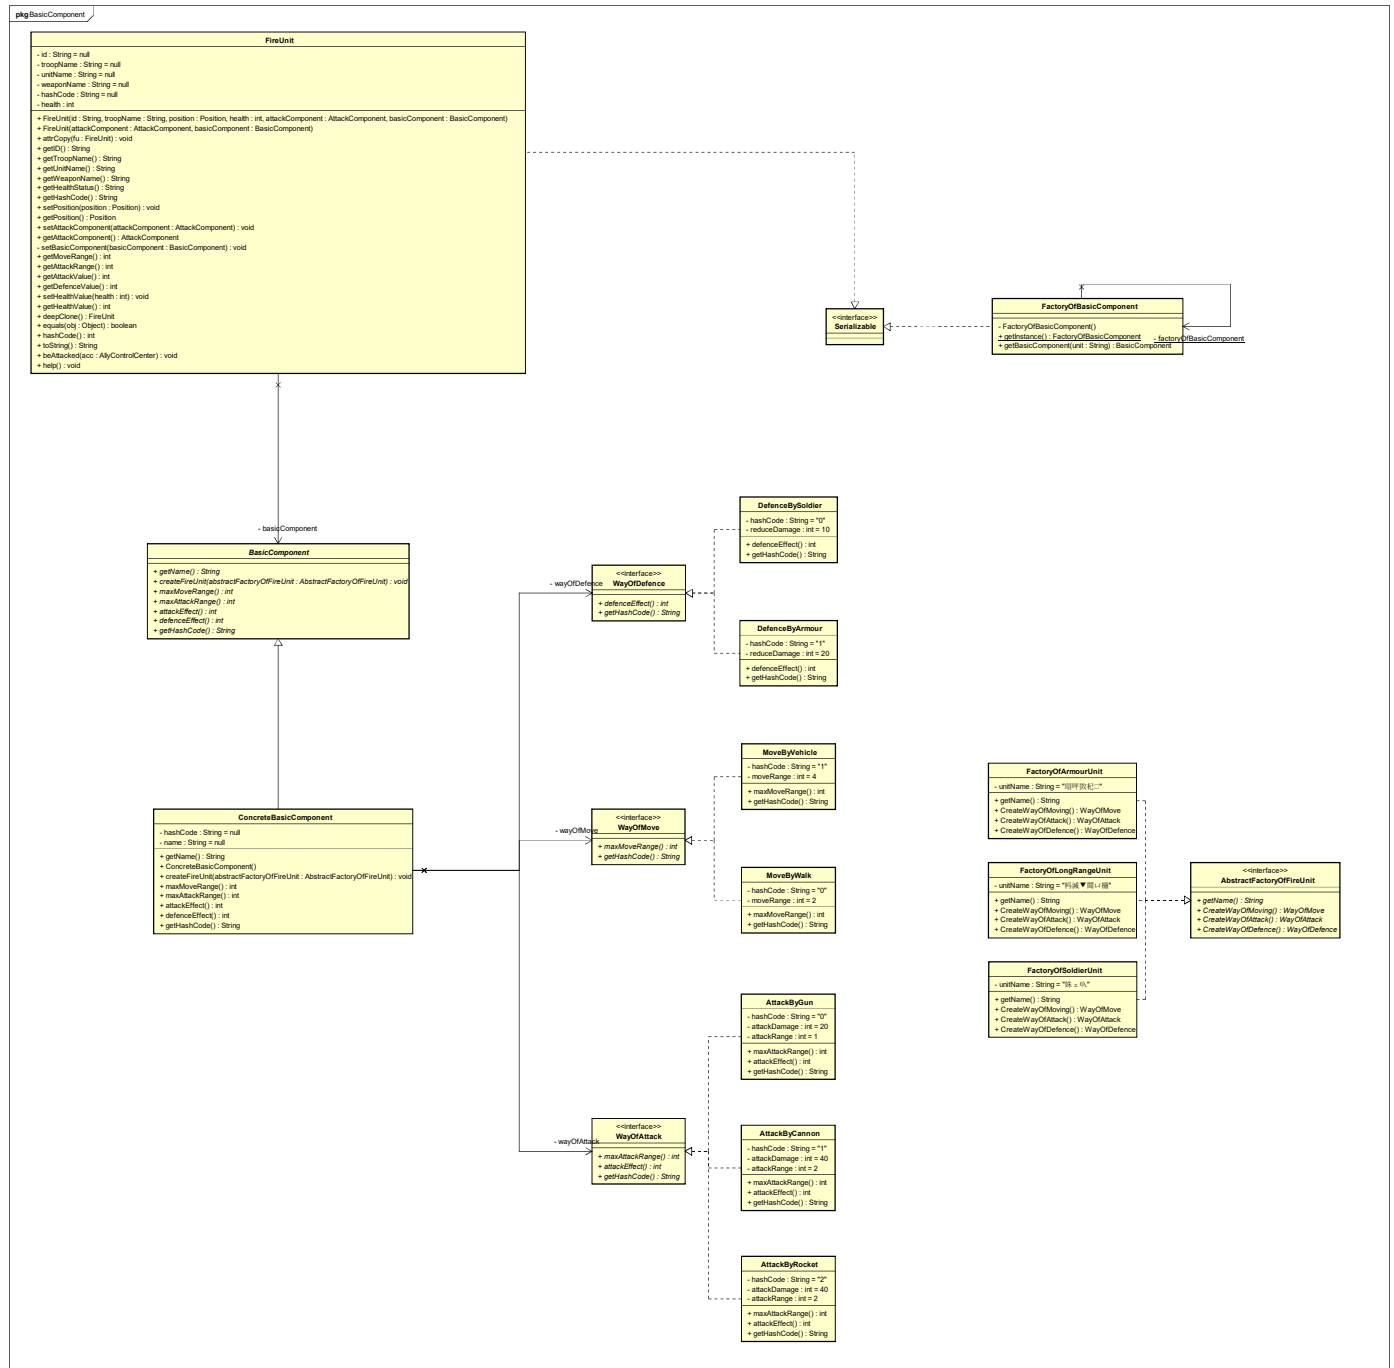 pkg BasicComponent
FireUnit
- id : String = null
- troopName : String = null
- unitName : String = null
- weaponName : String = null
- hashCode : String = null
- health : int
+ FireUnit(id : String, troopName : String, position : Position, health : int, attackComponent : AttackComponent, basicComponent : BasicComponent)
+ FireUnit(attackComponent : AttackComponent, basicComponent : BasicComponent)
+ attrCopy(fu : FireUnit) : void
+ getID() : String
+ getTroopName() : String
+ getUnitName() : String
+ getWeaponName() : String
+ getHealthStatus() : String
+ getHashCode() : String
+ setPosition(position : Position) : void
+ getPosition() : Position
+ setAttackComponent(attackComponent : AttackComponent) : void
+ getAttackComponent() : AttackComponent
- setBasicComponent(basicComponent : BasicComponent) : void
+ getMoveRange() : int
+ getAttackRange() : int
+ getAttackValue() : int
+ getDefenceValue() : int
+ setHealthValue(health : int) : void
+ getHealthValue() : int
+ deepClone() : FireUnit
+ equals(obj : Object) : boolean
+ hashCode() : int
+ toString() : String
+ beAttacked(acc : AllyControlCenter) : void
+ help() : void
<<interface>>
Serializable
FactoryOfBasicComponent
- FactoryOfBasicComponent()
+ getInstance() : FactoryOfBasicComponent
+ getBasicComponent(unit : String) : BasicComponent
- factoryOfBasicComponent
- basicComponent
BasicComponent
+ getName() : String
+ createFireUnit(abstractFactoryOfFireUnit : AbstractFactoryOfFireUnit) : void
+ maxMoveRange() : int
+ maxAttackRange() : int
+ attackEffect() : int
+ defenceEffect() : int
+ getHashCode() : String
- wayOfDefence
<<interface>>
WayOfDefence
+ defenceEffect() : int
+ getHashCode() : String
DefenceBySoldier
- hashCode : String = "0"
- reduceDamage : int = 10
+ defenceEffect() : int
+ getHashCode() : String
DefenceByArmour
- hashCode : String = "1"
- reduceDamage : int = 20
+ defenceEffect() : int
+ getHashCode() : String
ConcreteBasicComponent
- hashCode : String = null
- name : String = null
+ getName() : String
+ ConcreteBasicComponent()
+ createFireUnit(abstractFactoryOfFireUnit : AbstractFactoryOfFireUnit) : void
+ maxMoveRange() : int
+ maxAttackRange() : int
+ attackEffect() : int
+ defenceEffect() : int
+ getHashCode() : String
- wayOfMove
<<interface>>
WayOfMove
+ maxMoveRange() : int
+ getHashCode() : String
MoveByVehicle
- hashCode : String = "1"
- moveRange : int = 4
+ maxMoveRange() : int
+ getHashCode() : String
MoveByWalk
- hashCode : String = "0"
- moveRange : int = 2
+ maxMoveRange() : int
+ getHashCode() : String
FactoryOfArmourUnit
- unitName : String =
+ getName() : String
+ CreateWayOfMoving() : WayOfMove
+ CreateWayOfAttack() : WayOfAttack
+ CreateWayOfDefence() : WayOfDefence
FactoryOfLongRangeUnit
- unitName : String =
+ getName() : String
+ CreateWayOfMoving() : WayOfMove
+ CreateWayOfAttack() : WayOfAttack
+ CreateWayOfDefence() : WayOfDefence
FactoryOfSoldierUnit
- unitName : String =
+ getName() : String
+ CreateWayOfMoving() : WayOfMove
+ CreateWayOfAttack() : WayOfAttack
+ CreateWayOfDefence() : WayOfDefence
<<interface>>
AbstractFactoryOfFireUnit
+ getName() : String
+ CreateWayOfMoving() : WayOfMove
+ CreateWayOfAttack() : WayOfAttack
+ CreateWayOfDefence() : WayOfDefence
- wayOfAttack
<<interface>>
WayOfAttack
+ maxAttackRange() : int
+ attackEffect() : int
+ getHashCode() : String
AttackByGun
- hashCode : String = "0"
- attackDamage : int = 20
- attackRange : int = 1
+ maxAttackRange() : int
+ attackEffect() : int
+ getHashCode() : String
AttackByCannon
- hashCode : String = "1"
- attackDamage : int = 40
- attackRange : int = 2
+ maxAttackRange() : int
+ attackEffect() : int
+ getHashCode() : String
AttackByRocket
- hashCode : String = "2"
- attackDamage : int = 40
- attackRange : int = 2
+ maxAttackRange() : int
+ attackEffect() : int
+ getHashCode() : String